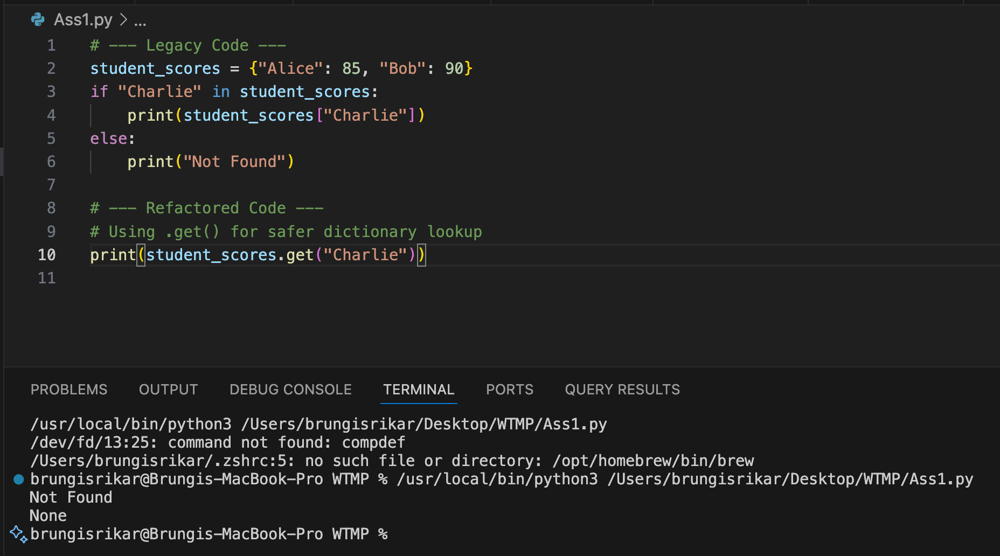 Ass1.py > ...
1 # --- Legacy Code ---
2 student_scores = {"Alice": 85, "Bob": 90}
3 if "Charlie" in student_scores:
4     print(student_scores["Charlie"])
5 else:
6     print("Not Found")
7
8 # --- Refactored Code ---
9 # Using .get() for safer dictionary lookup
10 print(student_scores.get("Charlie"))
11
PROBLEMS OUTPUT DEBUG CONSOLE TERMINAL PORTS QUERY RESULTS
/usr/local/bin/python3 /Users/brungisrikar/Desktop/WTMP/Ass1.py
/dev/fd/13:25: command not found: compdef
/Users/brungisrikar/.zshrc:5: no such file or directory: /opt/homebrew/bin/brew
brungisrikar@Brungis-MacBook-Pro WTMP % /usr/local/bin/python3 /Users/brungisrikar/Desktop/WTMP/Ass1.py
Not Found
None
brungisrikar@Brungis-MacBook-Pro WTMP %